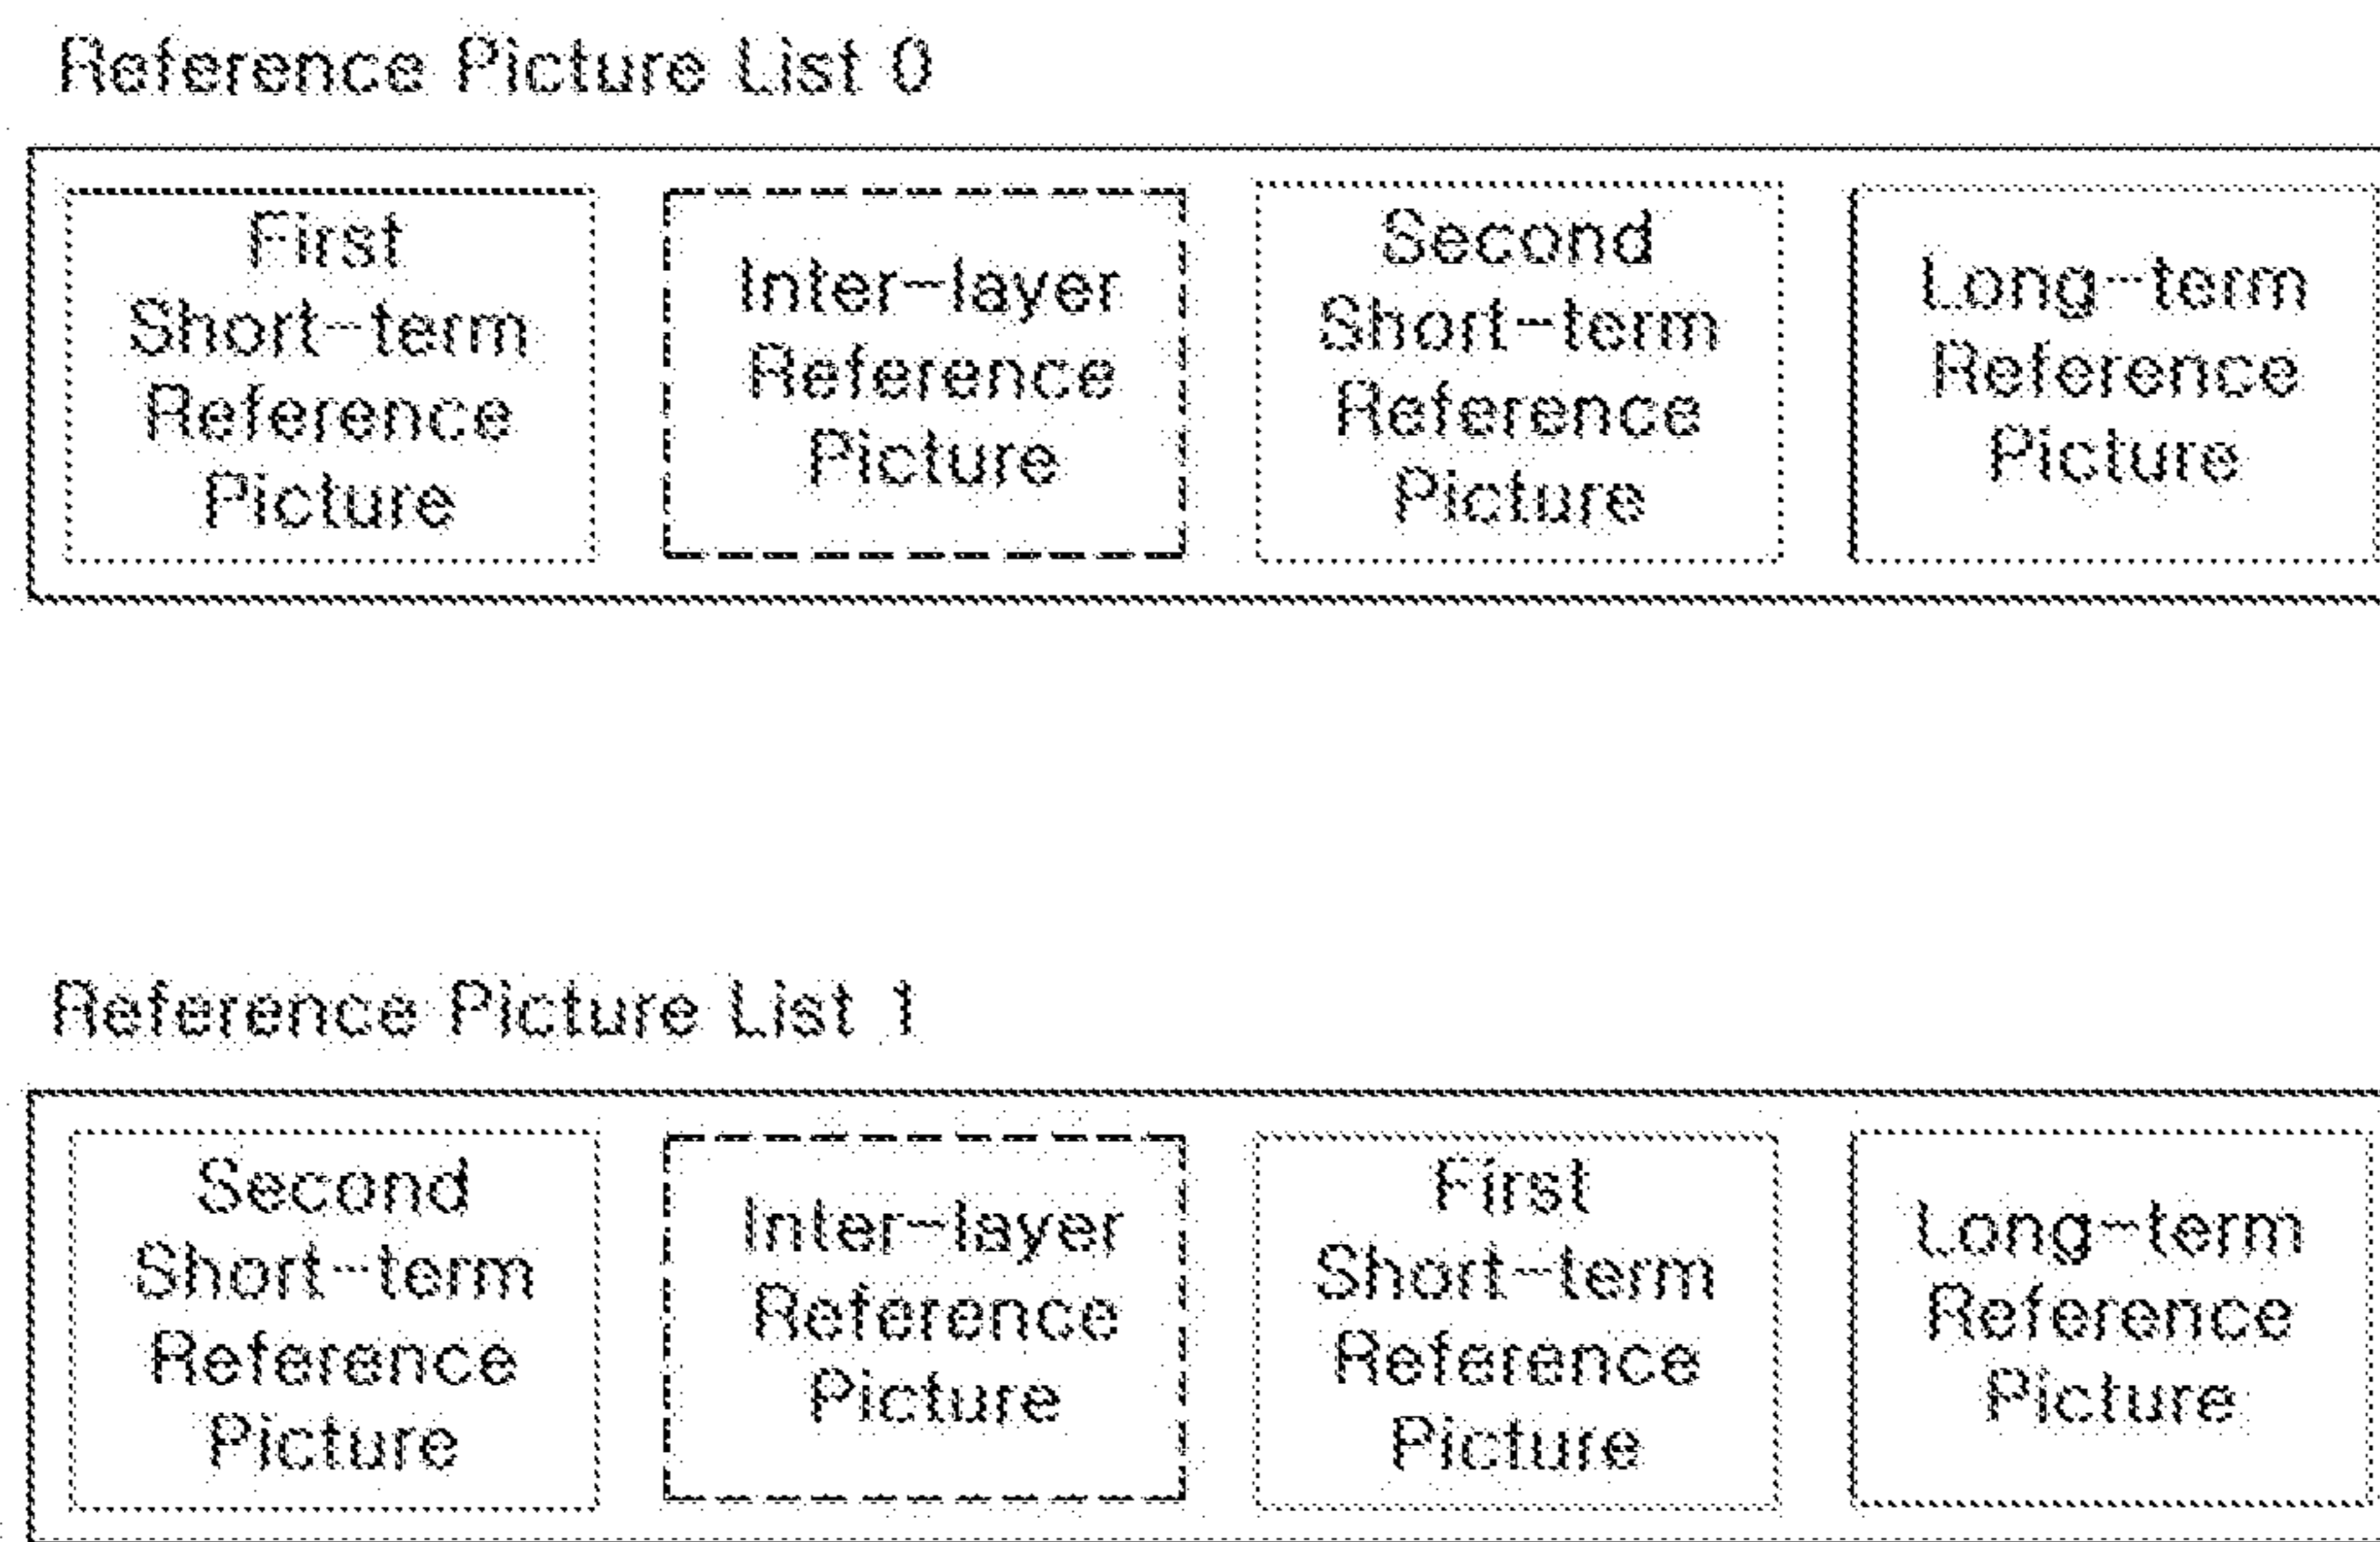 Reference Picture List 0
First
Short-term
Reference
Picture
Inter-layer
Reference
Picture
Second
Short-term
Reference
Picture
Long-term
Reference
Picture
Reference Picture List 1
Second
Short-term
Reference
Picture
Inter-layer
Reference
Picture
First
Short-term
Reference
Picture
Long-term
Reference
Picture